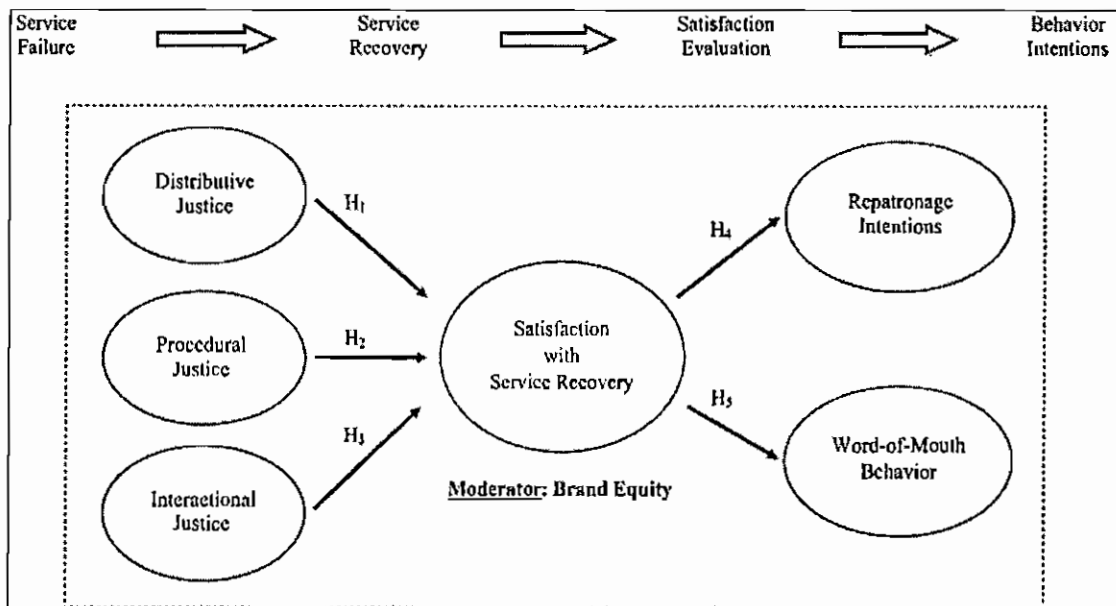 Service
Failure
Service
Recovery
Satisfaction
Evaluation
Behavior
Intentions
Distributive
Justice
H1
Procedural
Justice
H2
Interactional
Justice
H3
Satisfaction
with
Service Recovery
Moderator: Brand Equity
H4
Repatronage
Intentions
H5
Word-of-Mouth
Behavior